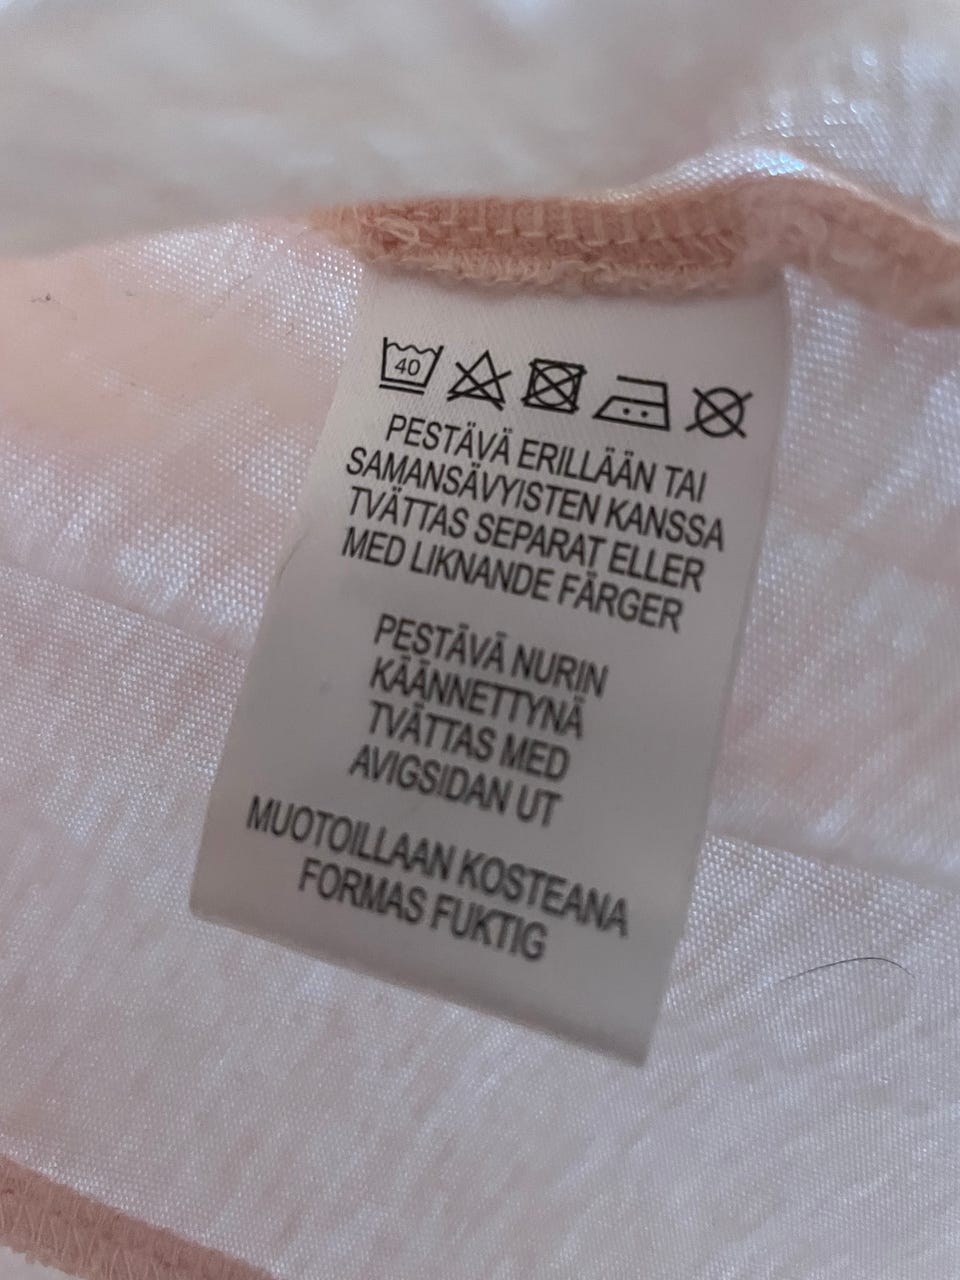 40
PESTÄVÄ ERILLÄÄN TAI
SAMANSÄVYISTEN KANSSA
TVÄTTAS SEPARAT ELLER
MED LIKNANDE FÄRGER
PESTÄVÄ NURIN
KÄÄNNETTYNÄ
TVÄTTAS MED
AVIGSIDAN UT
MUOTOILLAAN KOSTEANA
FORMAS FUKTIG